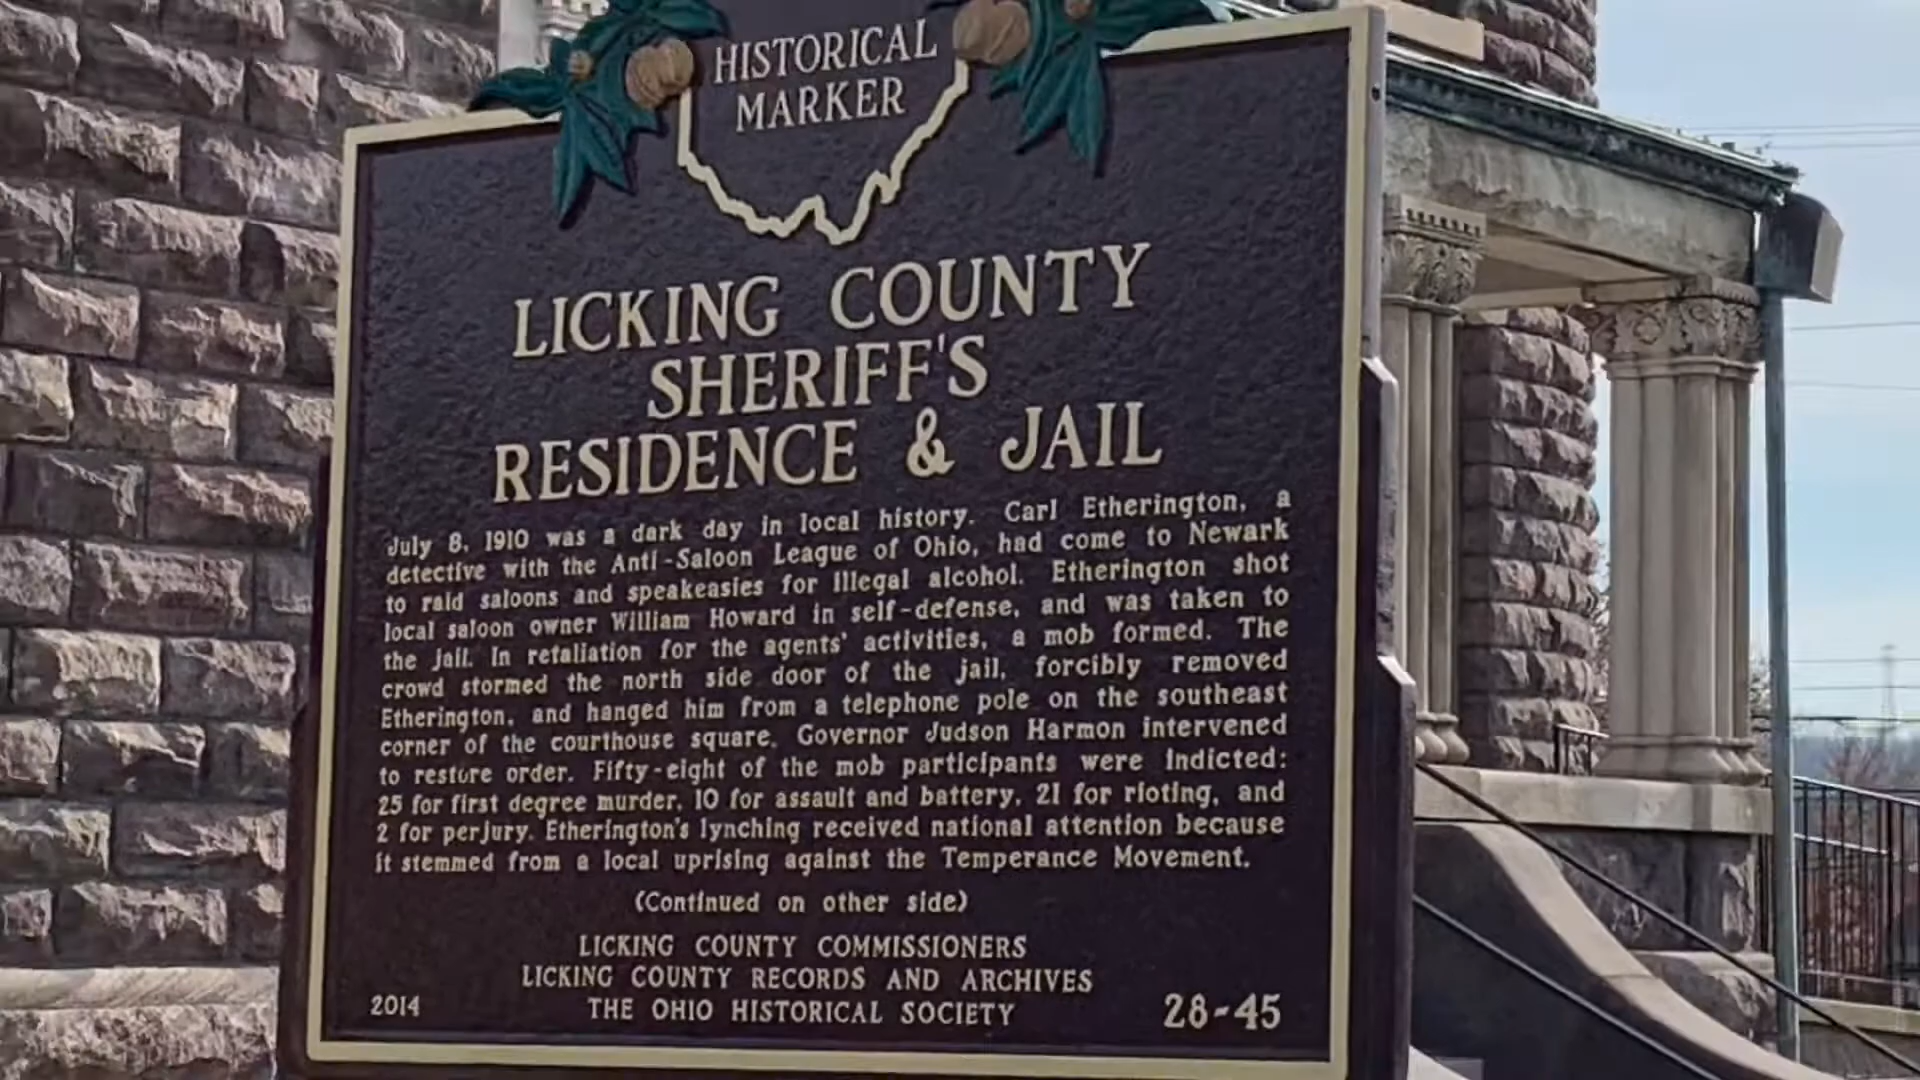 HISTORICAL
MARKER
LICKING COUNTY
SHERIFF'S
RESIDENCE & JAIL
July 8, 1910 was a dark day in local history. Carl Etherington, a
detective with the Anti-Saloon League of Ohio, had come to Newark
to raid saloons and speakeasies for illegal alcohol. Etherington shot
local saloon owner William Howard in self-defense, and was taken to
the jail. In retaliation for the agents' activities, a mob formed. The
crowd stormed the north side door of the jail, forcibly removed
Etherington, and hanged him from a telephone pole on the southeast
corner of the courthouse square. Governor Judson Harmon intervened
to restore order. Fifty-eight of the mob participants were indicted:
25 for first degree murder, 10 for assault and battery, 21 for rioting, and
2 for perjury. Etherington's lynching received national attention because
it stemmed from a local uprising against the Temperance Movement.
(Continued on other side)
LICKING COUNTY COMMISSIONERS
LICKING COUNTY RECORDS AND ARCHIVES
THE OHIO HISTORICAL SOCIETY
2014
28-45